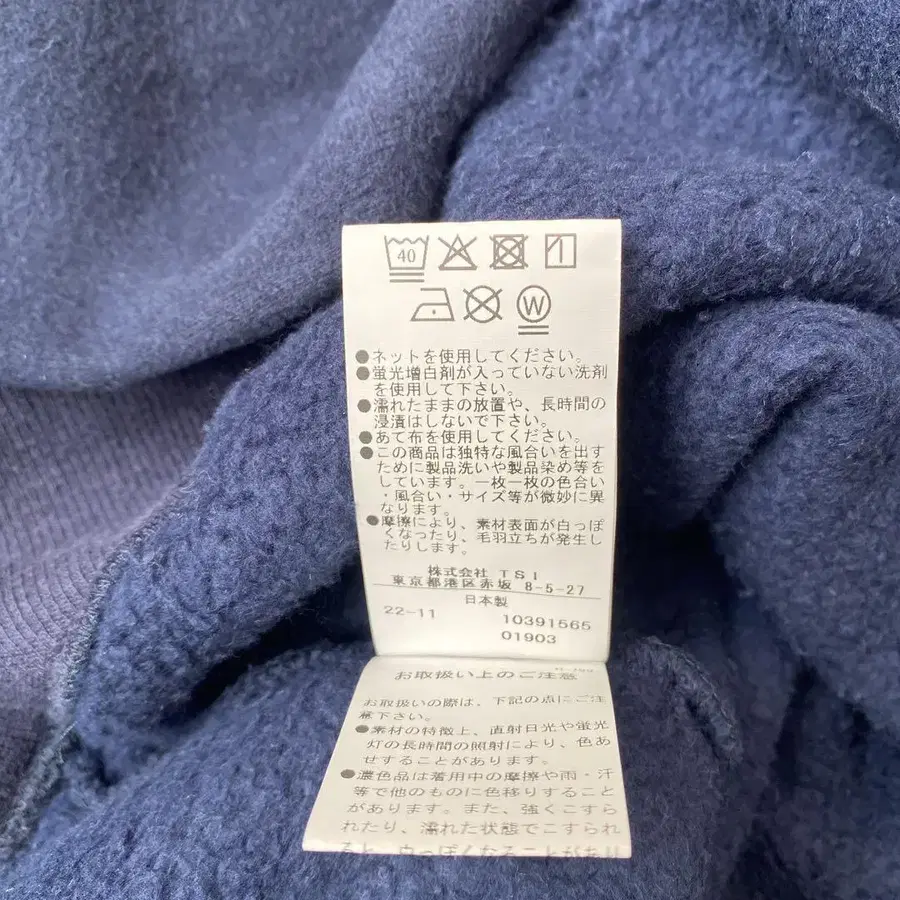 40
W
●ネットを使用してください。
●蛍光増白剤が入っていない洗剤
を使用して下さい。
●濡れたままの放置や、長時間の
浸漬はしないで下さい。
●あて布を使用してください。
●この商品は独特な風合いを出す
ために製品洗いや製品染め等を
しています。一枚一枚の色合い
・風合い・サイズ等が微妙に異
なります。
●摩擦により、素材表面が白っぽ
くなったり、毛羽立ちが発生し
たりします。
株式会社 TSI
東京都港区赤坂 8-5-27
日本製
22-11 10391565
01903
お取扱い上のご注意
お取扱いの際は、下記の点にご注
意下さい。
●素材の特徴上、直射日光や蛍光
灯の長時間の照射により、色あ
せすることがあります。
●濃色品は着用中の摩擦や雨・汗
等で他のものに色移りすること
があります。また、強くこすら
れたり、濡れた状態でこすられ
ると、白っぽくなることがあり